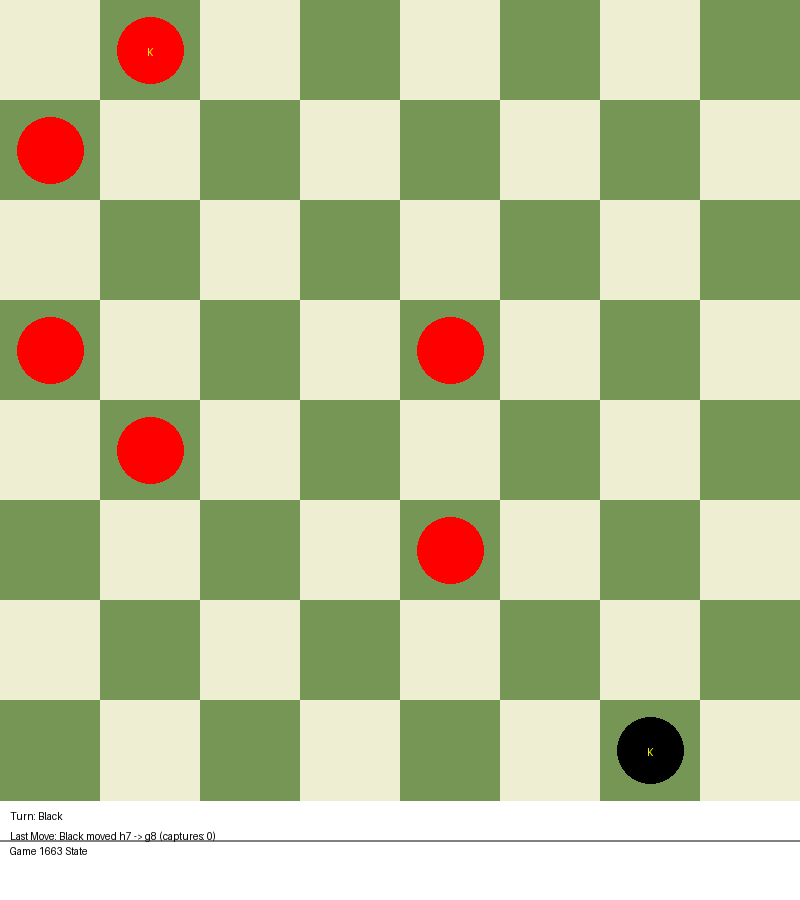 K
K
Turn: Black
Last Move: Black moved h7 -> g8 (captures: 0)
Game 1663 State